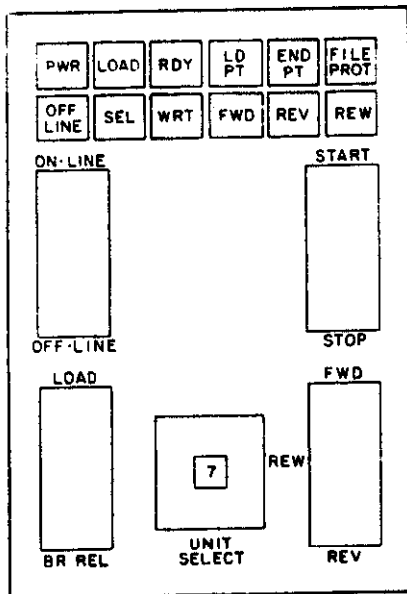 PWR LOAD RDY LD PT END PT FILE PROT
OFF LINE SEL WRT FWD REV REW
ON-LINE START
OFF-LINE STOP
LOAD FWD
7 REW
UNIT SELECT
BR REL REV